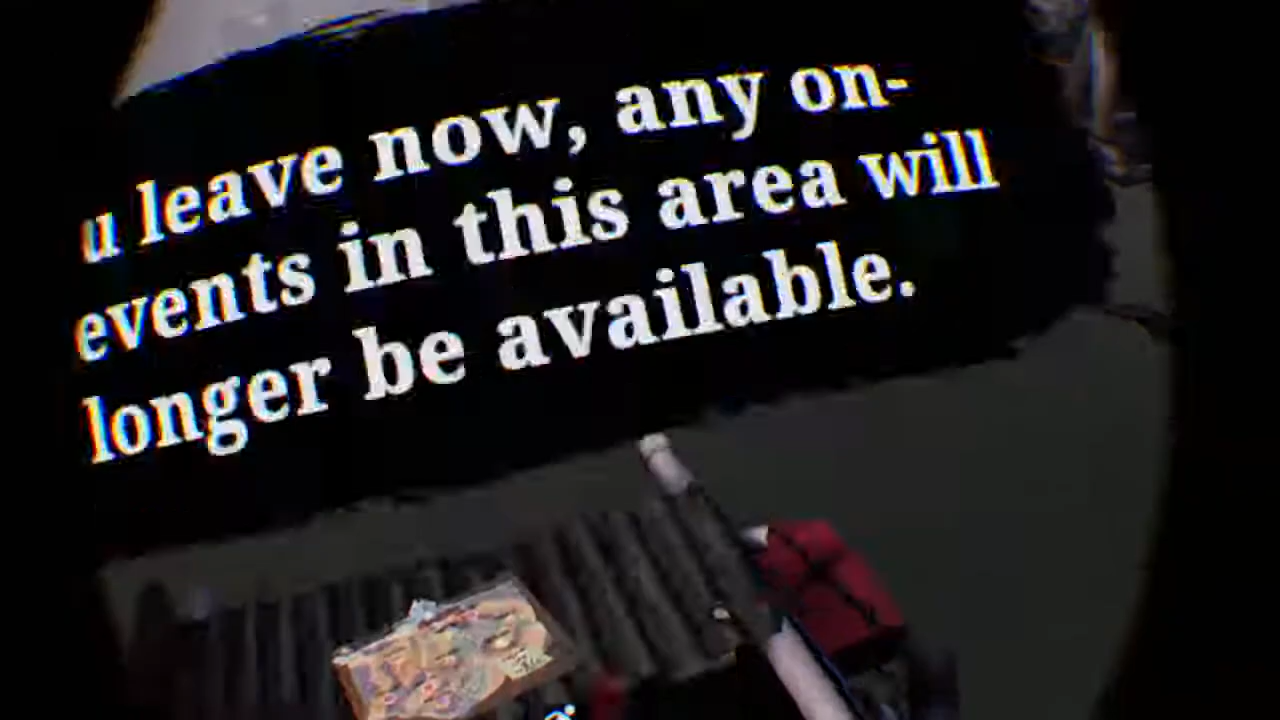 u leave now, any on-
events in this area will
longer be available.